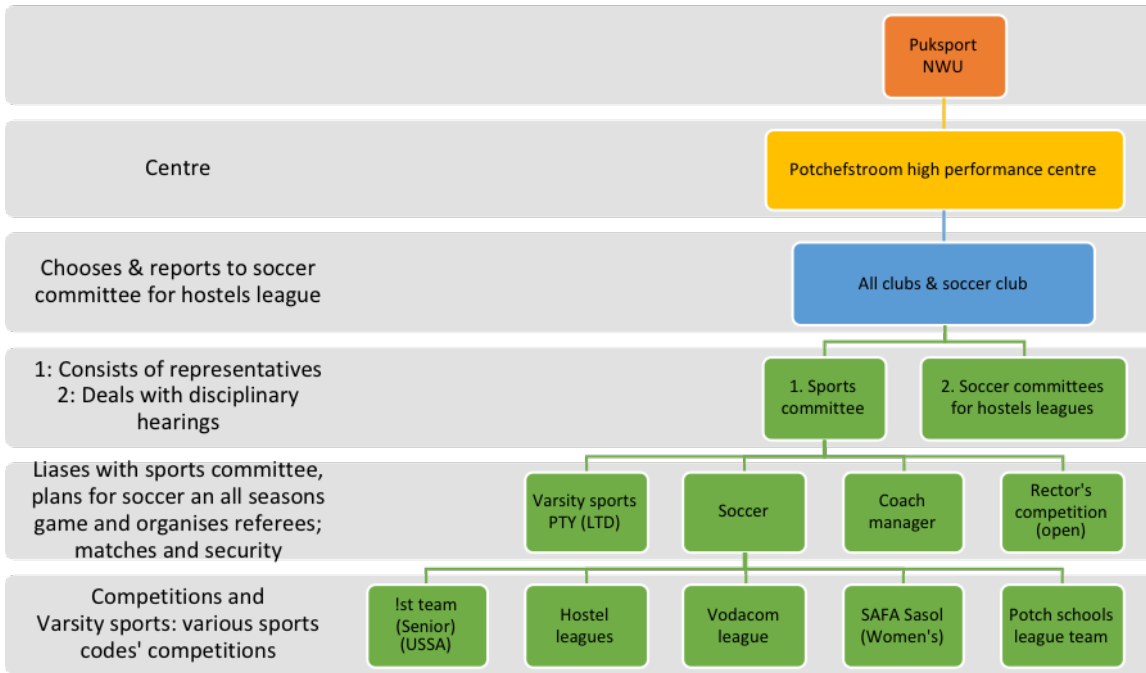 Puksport
NWU
Centre
Potchefstroom high performance centre
Chooses & reports to soccer
committee for hostels league
All clubs & soccer club
1: Consists of representatives
2: Deals with disciplinary
hearings
1. Sports
committee
2. Soccer committees
for hostels leagues
Liases with sports committee,
plans for soccer an all seasons
game and organises referees;
matches and security
Varsity sports
PTY (LTD)
Soccer
Coach
manager
Rector's
competition
(open)
Competitions and
Varsity sports: various sports
codes' competitions
!st team
(Senior)
(USSA)
Hostel
leagues
Vodacom
league
SAFA Sasol
(Women's)
Potch schools
league team